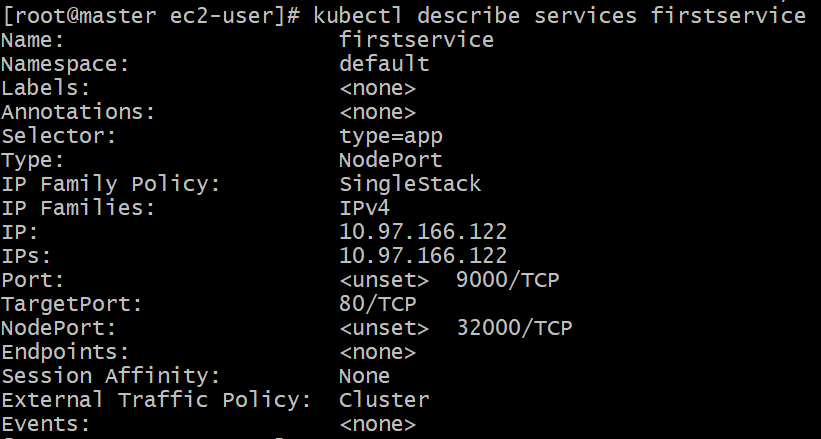 [root@master ec2-user]# kubectl describe services firstservice
Name:                     firstservice
Namespace:                default
Labels:                   <none>
Annotations:              <none>
Selector:                 type=app
Type:                     NodePort
IP Family Policy:         SingleStack
IP Families:              IPv4
IP:                       10.97.166.122
IPs:                      10.97.166.122
Port:                     <unset>  9000/TCP
TargetPort:               80/TCP
NodePort:                 <unset>  32000/TCP
Endpoints:                <none>
Session Affinity:         None
External Traffic Policy:  Cluster
Events:                   <none>